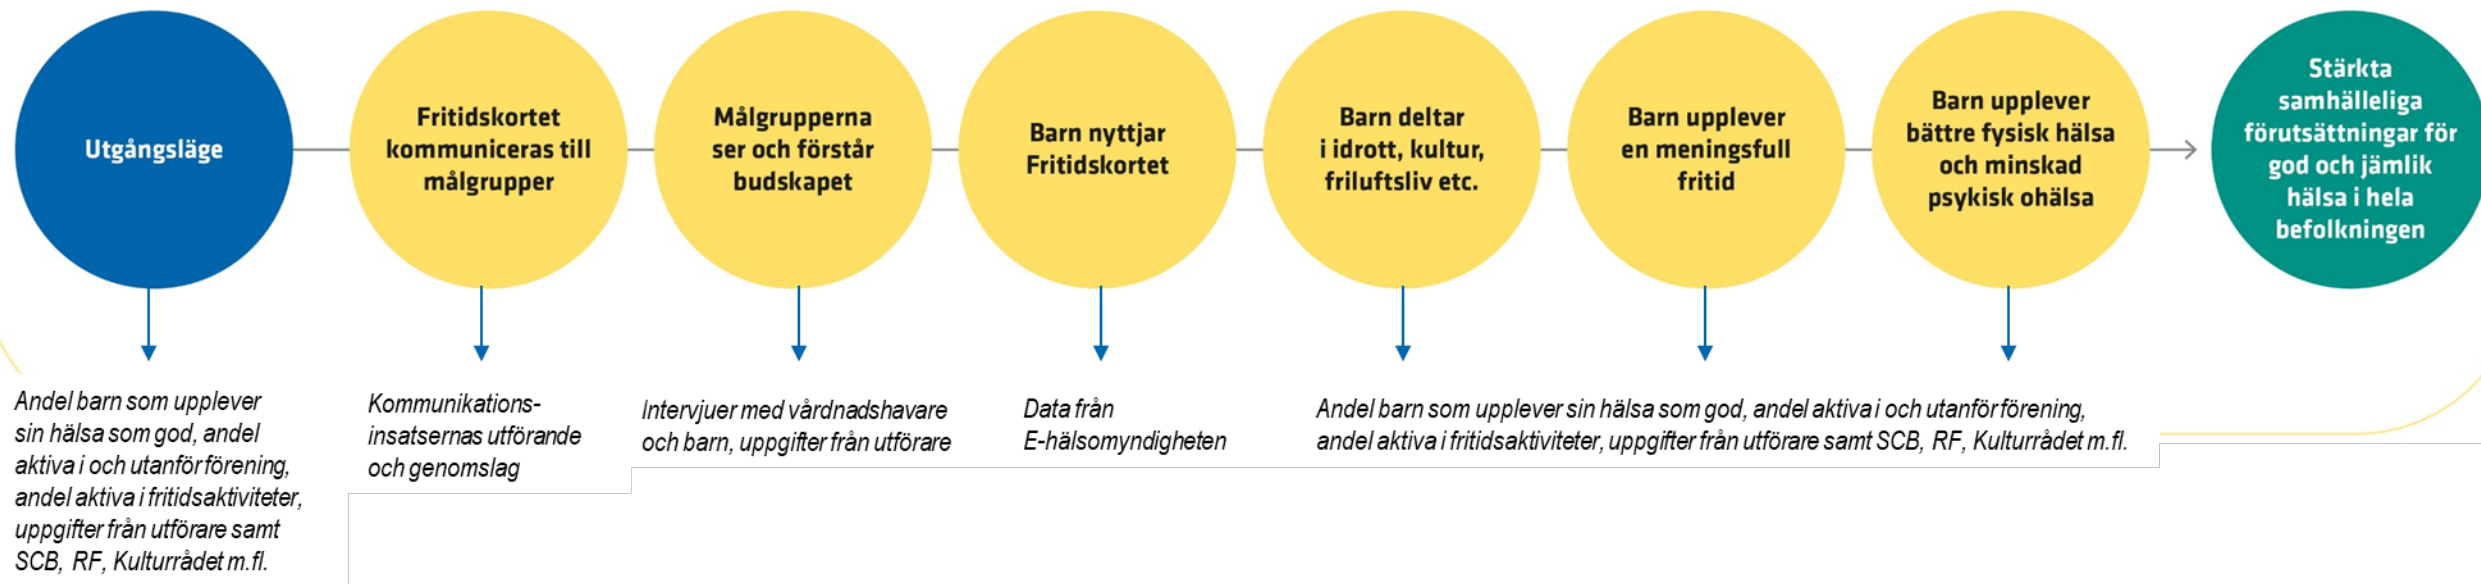 Utgångsläge
Fritidskortet
kommuniceras till
målgrupper
Målgrupperna
ser och förstår
budskapet
Barn nyttjar
Fritidskortet
Barn deltar
i idrott, kultur,
friluftsliv etc.
Barn upplever
en meningsfull
fritid
Barn upplever
bättre fysisk hälsa
och minskad
psykisk ohälsa
Stärkta
samhälleliga
förutsättningar för
god och jämlik
hälsa i hela
befolkningen
Andel barn som upplever
sin hälsa som god, andel
aktiva i och utanför förening,
andel aktiva i fritidsaktiviteter,
uppgifter från utförare samt
SCB, RF, Kulturrådet m.fl.
Kommunikations-
insatsernas utförande
och genomslag
Intervjuer med vårdnadshavare
och barn, uppgifter från utförare
Data från
E-hälsomyndigheten
Andel barn som upplever sin hälsa som god, andel aktiva i och utanför förening,
andel aktiva i fritidsaktiviteter, uppgifter från utförare samt SCB, RF, Kulturrådet m.fl.